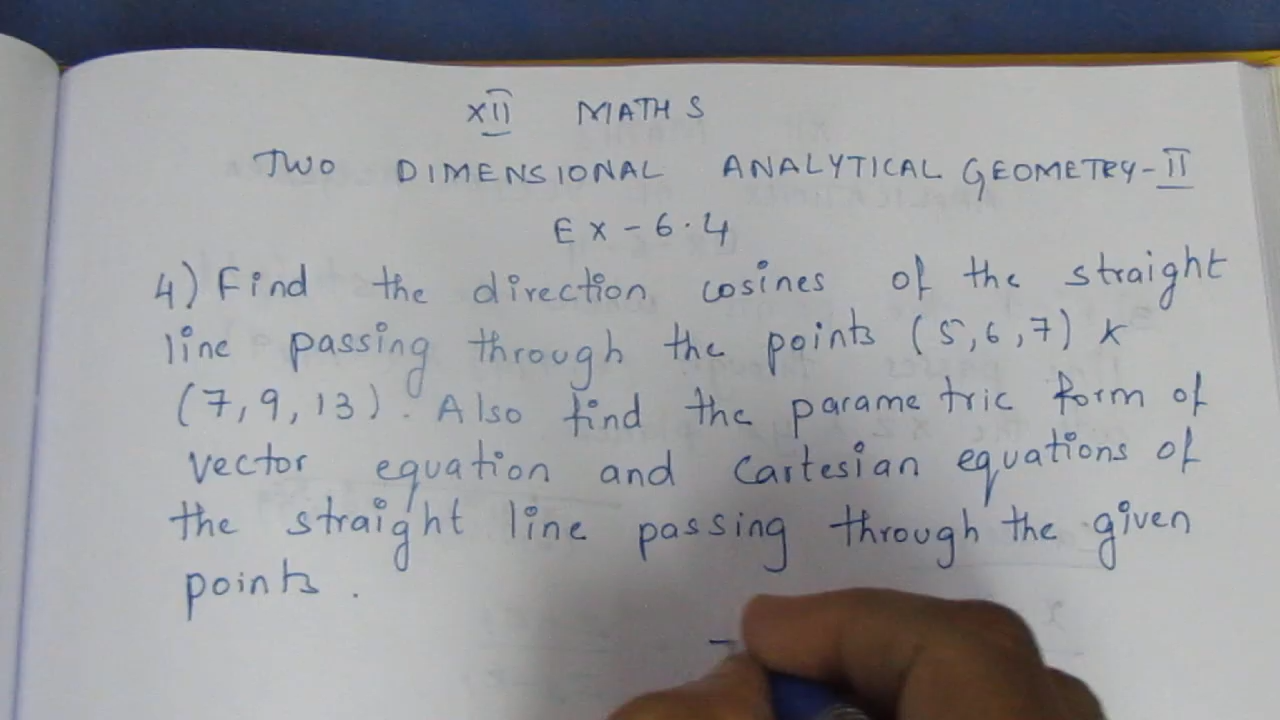 XII MATHS
TWO DIMENSIONAL ANALYTICAL GEOMETRY-II
EX-6.4
4) Find the direction cosines of the straight
line passing through the points (5,6,7) &
(7,9,13). Also find the parametric form of
vector equation and Cartesian equations of
the straight line passing through the given
points.